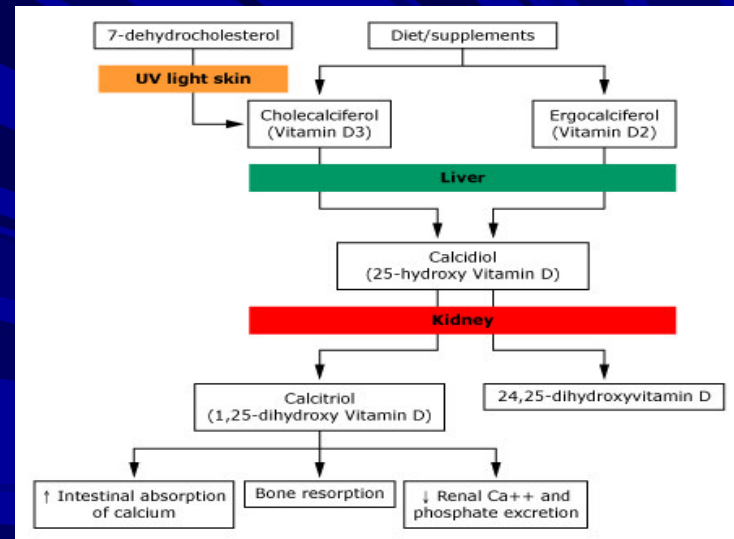 7-dehydrocholesterol
Diet/supplements
UV light skin
Cholecalciferol
(Vitamin D3)
Ergocalciferol
(Vitamin D2)
Liver
Calcidiol
(25-hydroxy Vitamin D)
Kidney
Calcitriol
(1,25-dihydroxy Vitamin D)
24,25-dihydroxyvitamin D
↑ Intestinal absorption
of calcium
Bone resorption
↓ Renal Ca++ and
phosphate excretion